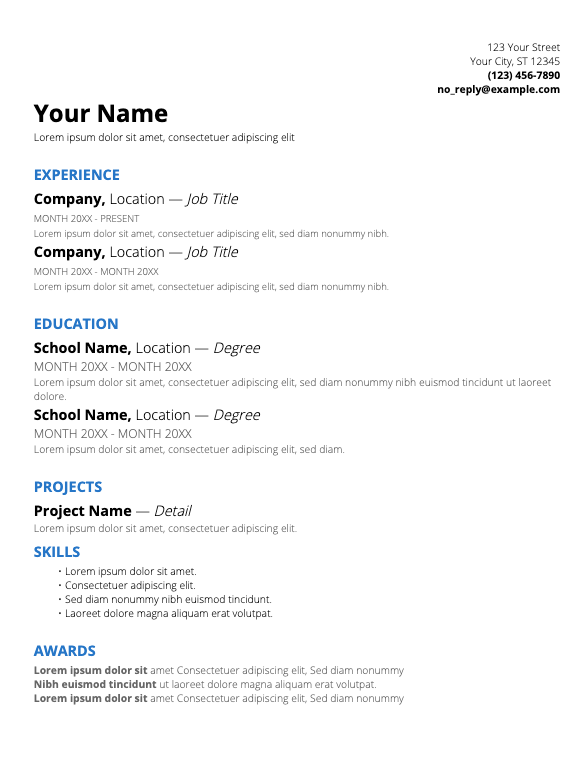 123 Your Street
Your City, ST 12345
(123) 456-7890
no_reply@example.com
Your Name
Lorem ipsum dolor sit amet, consectetuer adipiscing elit
EXPERIENCE
Company, Location — Job Title
MONTH 20XX - PRESENT
Lorem ipsum dolor sit amet, consectetuer adipiscing elit, sed diam nonummy nibh.
Company, Location — Job Title
MONTH 20XX - MONTH 20XX
Lorem ipsum dolor sit amet, consectetuer adipiscing elit, sed diam nonummy nibh.
EDUCATION
School Name, Location — Degree
MONTH 20XX - MONTH 20XX
Lorem ipsum dolor sit amet, consectetuer adipiscing elit, sed diam nonummy nibh euismod tincidunt ut laoreet
dolore.
School Name, Location — Degree
MONTH 20XX - MONTH 20XX
Lorem ipsum dolor sit amet, consectetuer adipiscing elit, sed diam.
PROJECTS
Project Name — Detail
Lorem ipsum dolor sit amet, consectetuer adipiscing elit.
SKILLS
• Lorem ipsum dolor sit amet.
• Consectetuer adipiscing elit.
• Sed diam nonummy nibh euismod tincidunt.
• Laoreet dolore magna aliquam erat volutpat.
AWARDS
Lorem ipsum dolor sit amet Consectetuer adipiscing elit, Sed diam nonummy
Nibh euismod tincidunt ut laoreet dolore magna aliquam erat volutpat.
Lorem ipsum dolor sit amet Consectetuer adipiscing elit, Sed diam nonummy